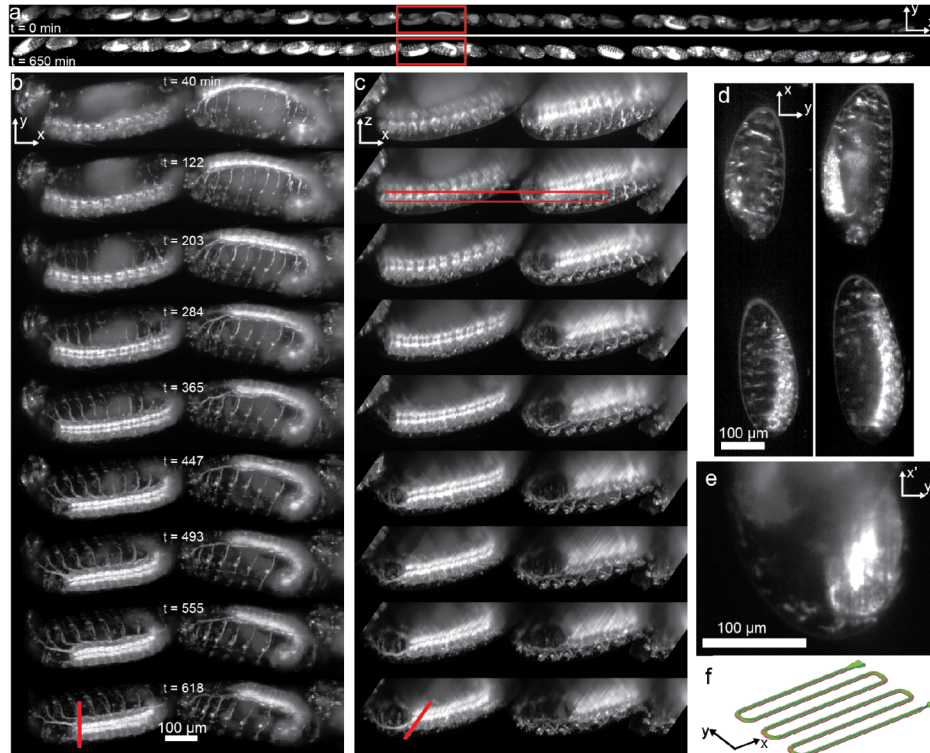 a
t = 0 min
y
x
t = 650 min
b
t = 40 min
y
x
t = 122
t = 203
t = 284
t = 365
t = 447
t = 493
t = 555
t = 618
100 µm
c
z
x
d
x
y
100 µm
e
x'
y
100 µm
f
y
x